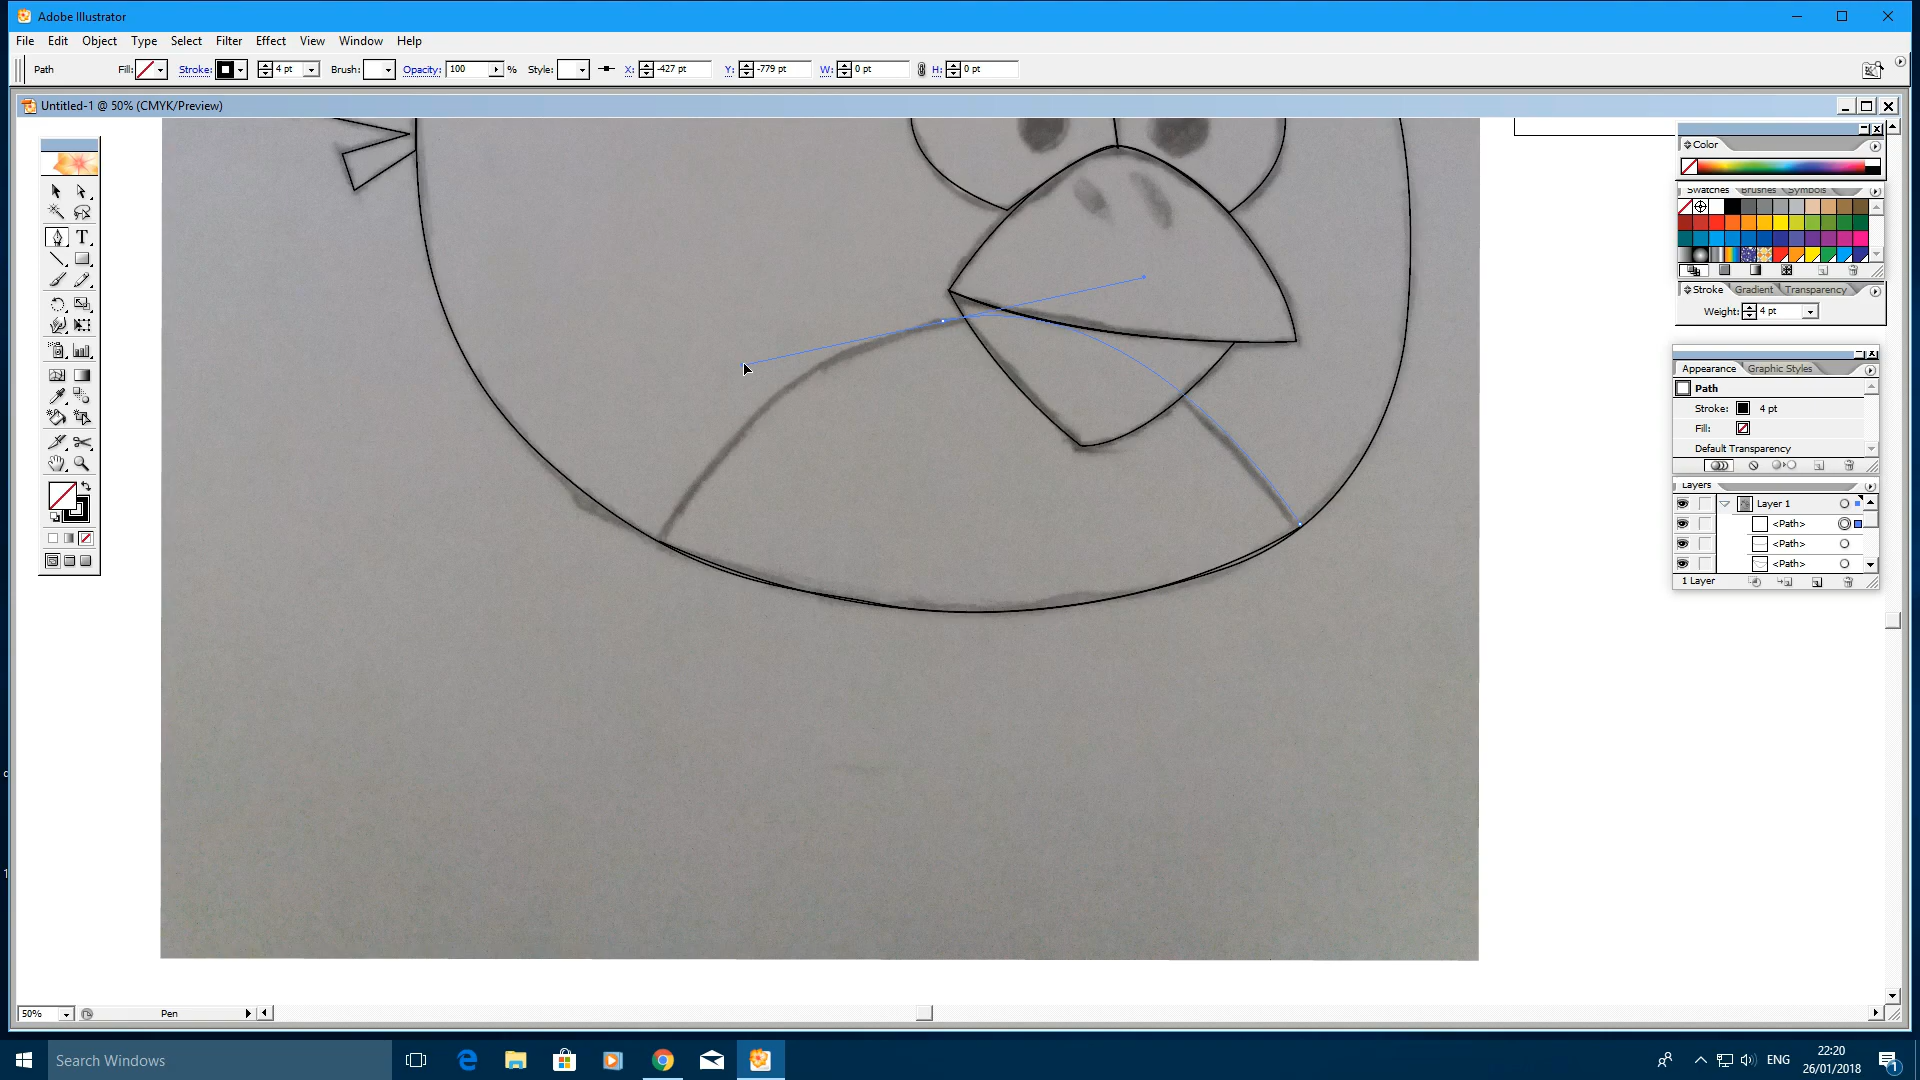 Adobe Illustrator
File Edit Object Type Select Filter Effect View Window Help
Path Fill: Stroke: 4 pt Brush: Opacity: 100 % Style: X: -427 pt Y: -779 pt W: 0 pt H: 0 pt
Untitled-1 @ 50% (CMYK/Preview)
Color
Swatches Brushes Symbols
Stroke Gradient Transparency
Weight: 4 pt
Appearance Graphic Styles
Path
Stroke: 4 pt
Fill:
Default Transparency
Layers
Layer 1
<Path>
<Path>
<Path>
1 Layer
50% Pen
Search Windows
ENG
22:20
26/01/2018
1